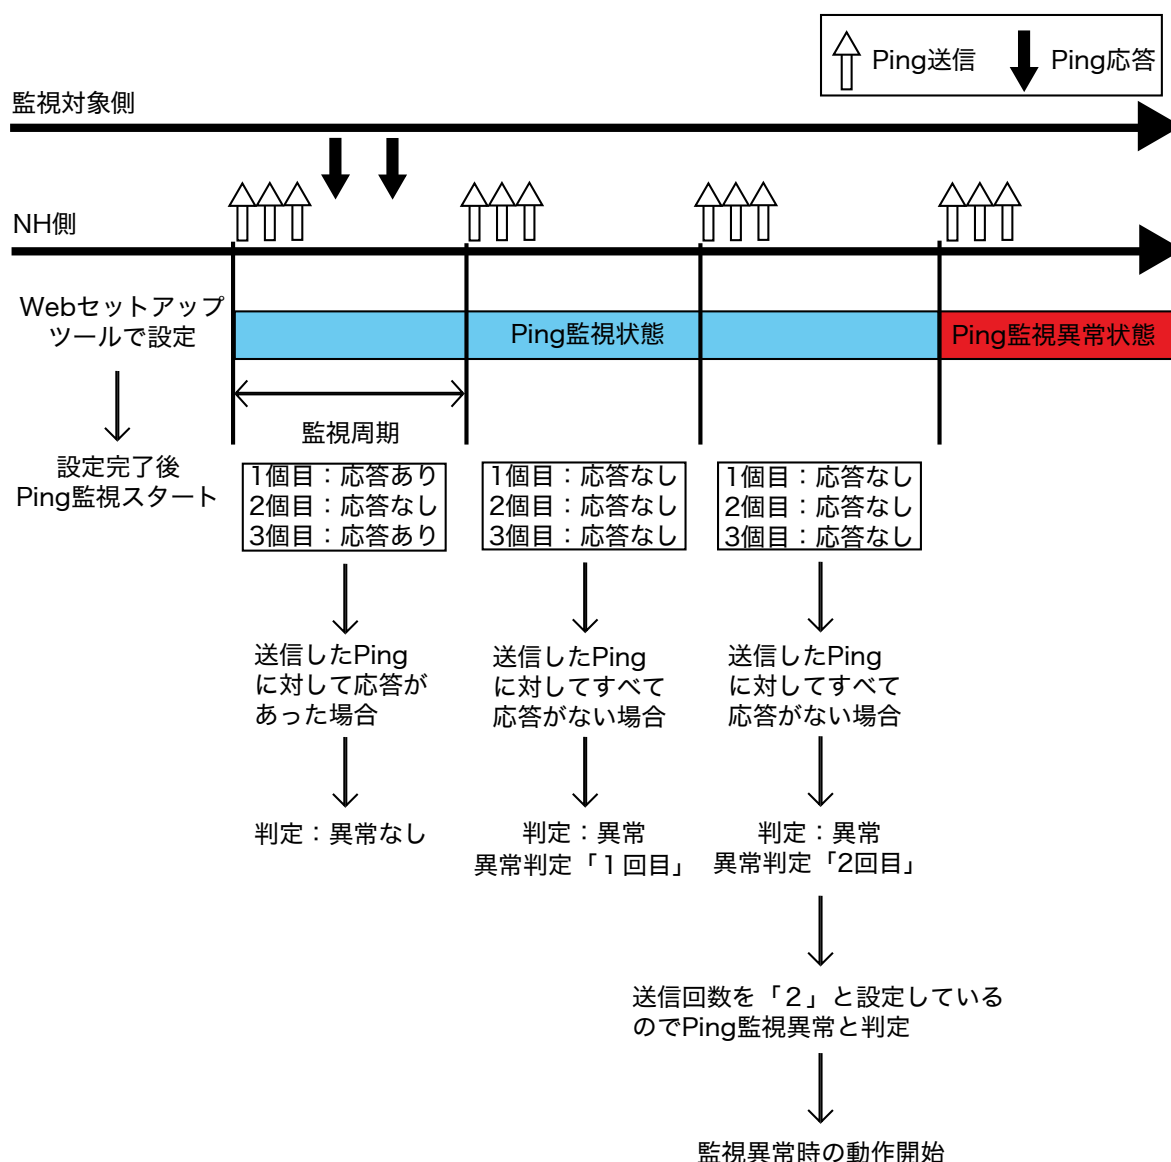 Ping送信
Ping応答
監視対象側
NH側
Webセットアップ
ツールで設定
Ping監視状態
Ping監視異常状態
監視周期
設定完了後
Ping監視スタート
1個目：応答あり
2個目：応答なし
3個目：応答あり
1個目：応答なし
2個目：応答なし
3個目：応答なし
1個目：応答なし
2個目：応答なし
3個目：応答なし
送信したPing
に対して応答が
あった場合
送信したPing
に対してすべて
応答がない場合
送信したPing
に対してすべて
応答がない場合
判定：異常なし
判定：異常
異常判定「１回目」
判定：異常
異常判定「2回目」
送信回数を「２」と設定している
のでPing監視異常と判定
監視異常時の動作開始